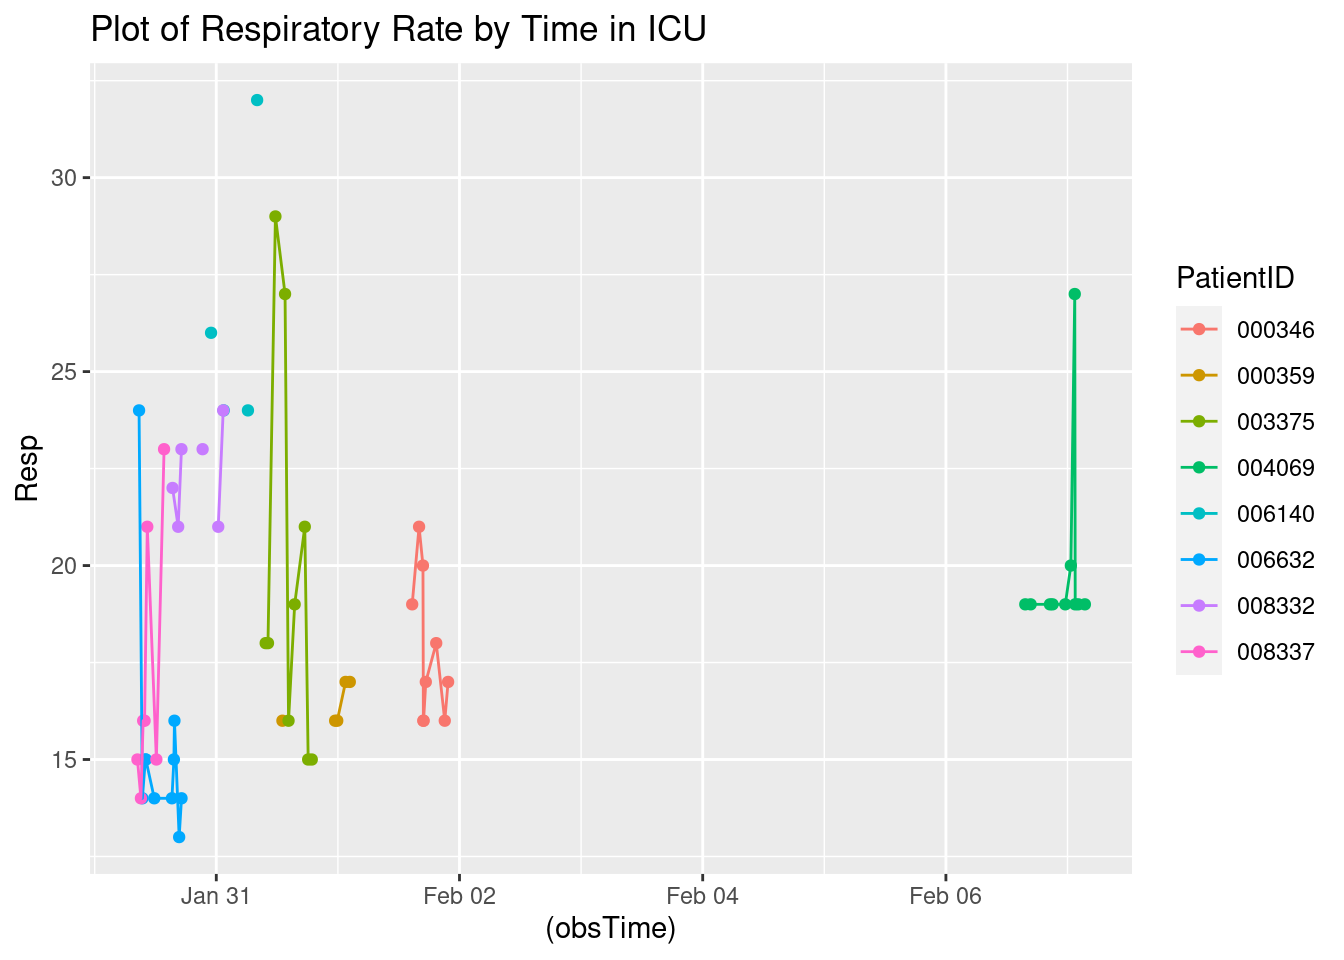 Plot of Respiratory Rate by Time in ICU
30
25
20
15
Resp
Jan 31
Feb 02
Feb 04
Feb 06
(obsTime)
PatientID
000346
000359
003375
004069
006140
006632
008332
008337